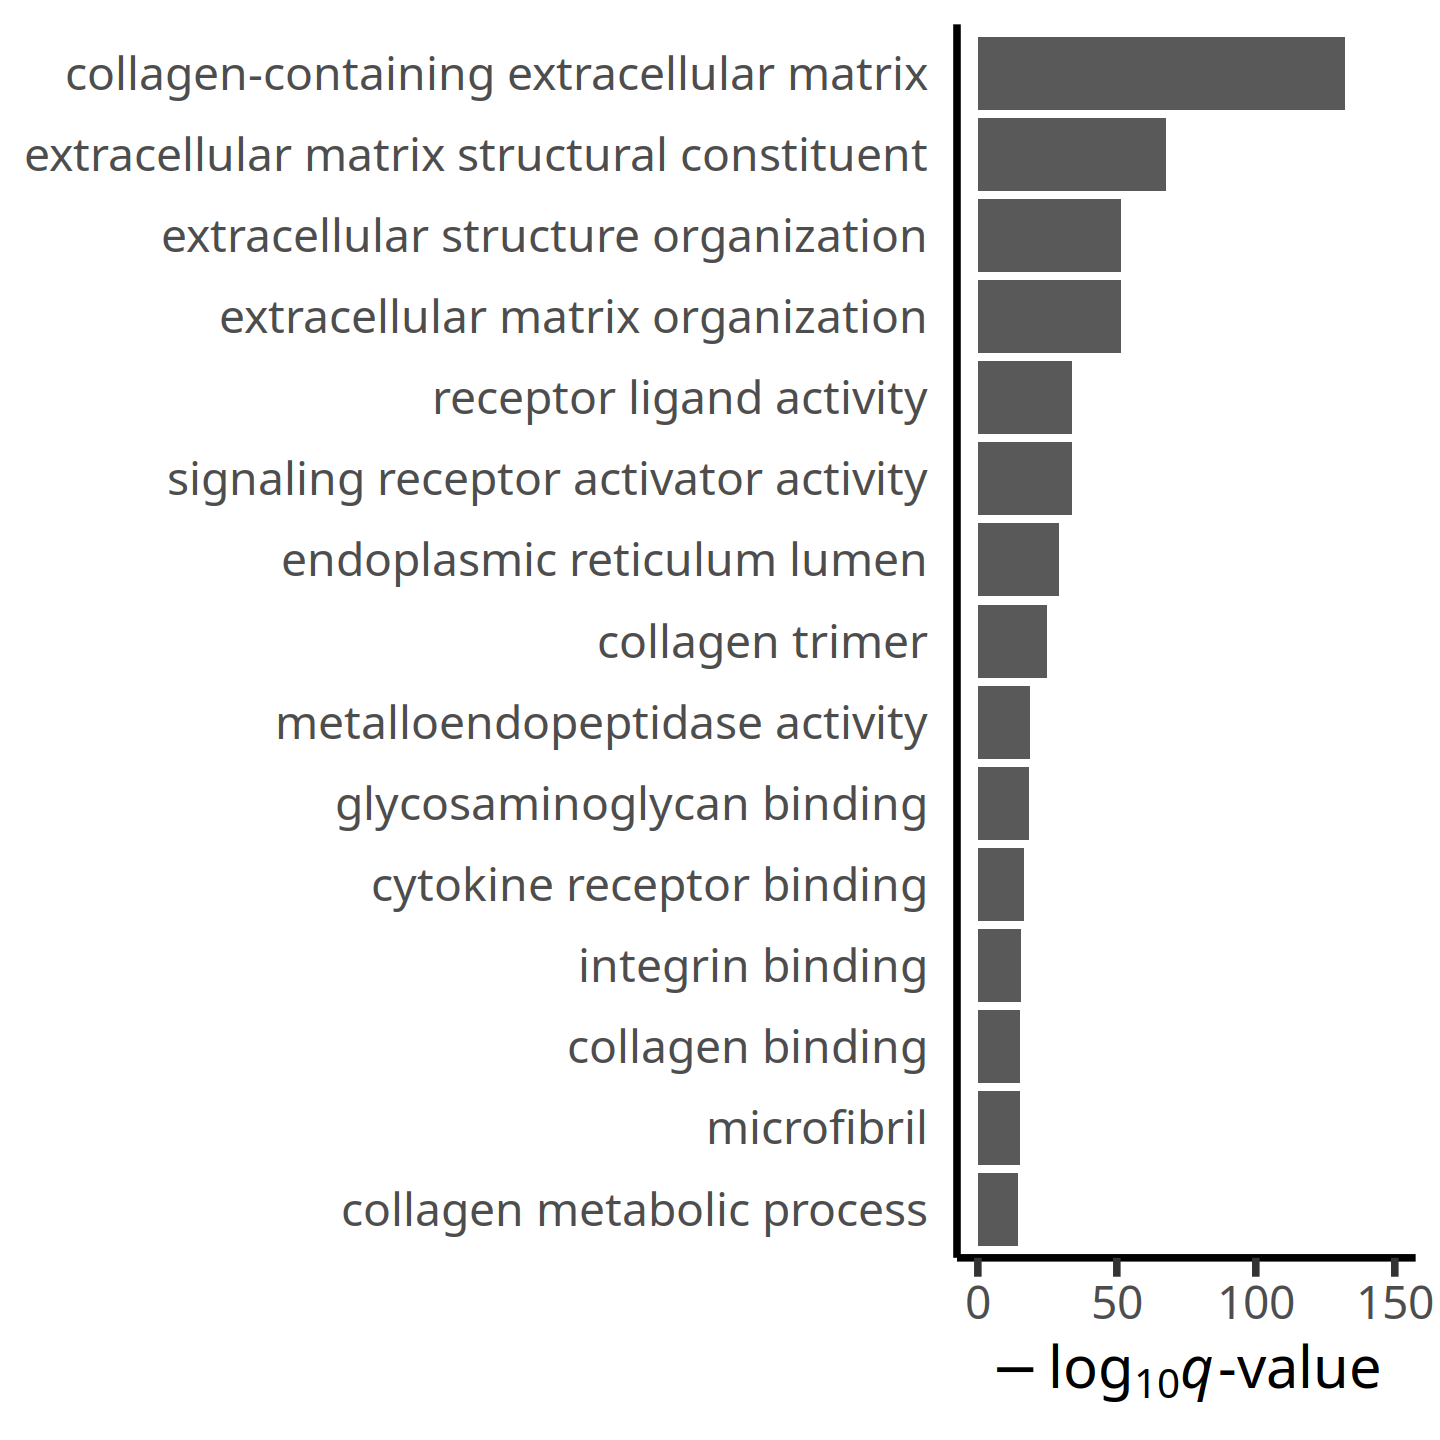 collagen-containing extracellular matrix
extracellular matrix structural constituent
extracellular structure organization
extracellular matrix organization
receptor ligand activity
signaling receptor activator activity
endoplasmic reticulum lumen
collagen trimer
metalloendopeptidase activity
glycosaminoglycan binding
cytokine receptor binding
integrin binding
collagen binding
microfibril
collagen metabolic process
0 50 100 150
− log₁₀q-value